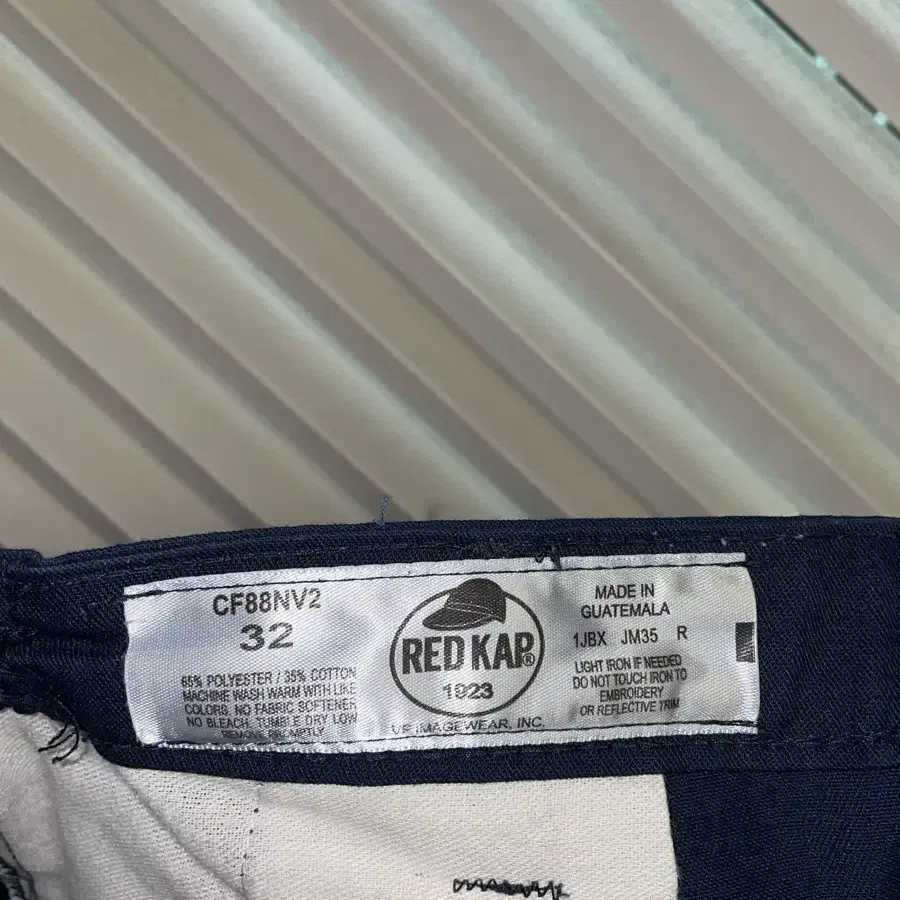 CF88NV2
32
65% POLYESTER / 35% COTTON
MACHINE WASH WARM WITH LIKE
COLORS. NO FABRIC SOFTENER
NO BLEACH. TUMBLE DRY LOW
REMOVE PROMPTLY
RED KAP®
1923
VF IMAGEWEAR, INC.
MADE IN
GUATEMALA
1JBX JM35 R
LIGHT IRON IF NEEDED
DO NOT TOUCH IRON TO
EMBROIDERY
OR REFLECTIVE TRIM